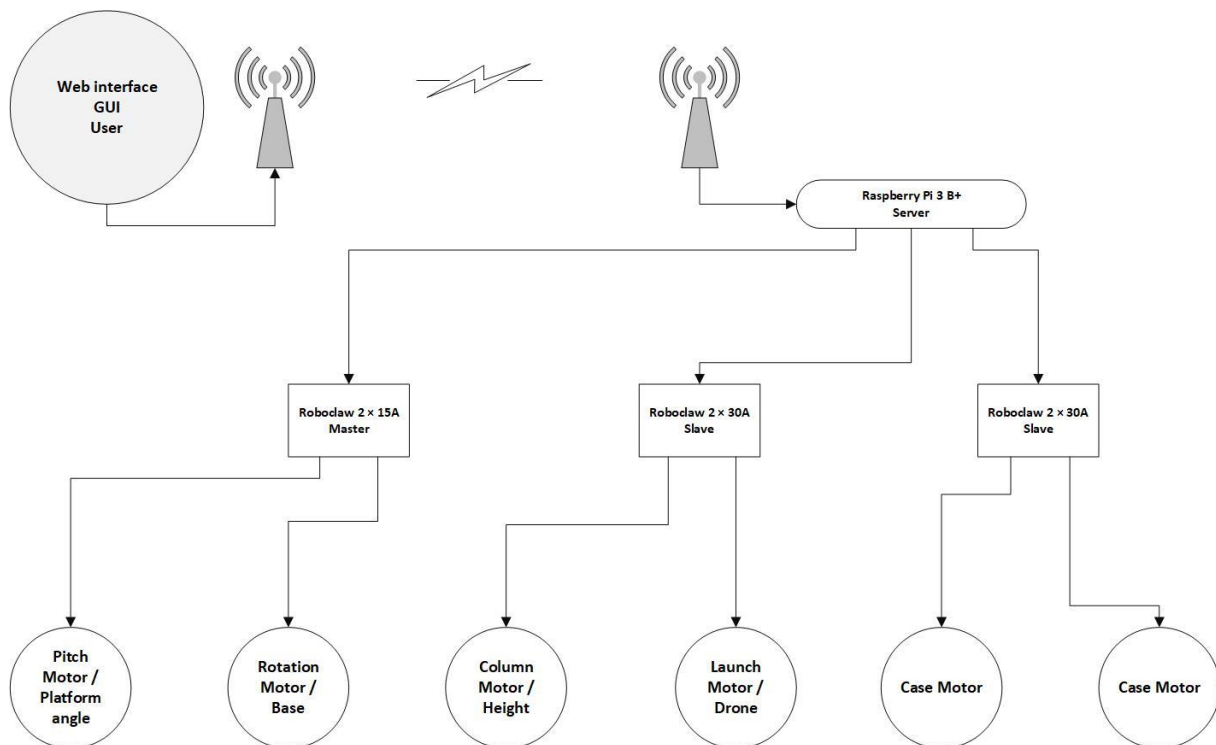 Web interface
GUI
User
Raspberry Pi 3 B+
Server
Roboclaw 2 × 15A
Master
Roboclaw 2 × 30A
Slave
Roboclaw 2 × 30A
Slave
Pitch
Motor /
Platform
angle
Rotation
Motor /
Base
Column
Motor /
Height
Launch
Motor /
Drone
Case Motor
Case Motor